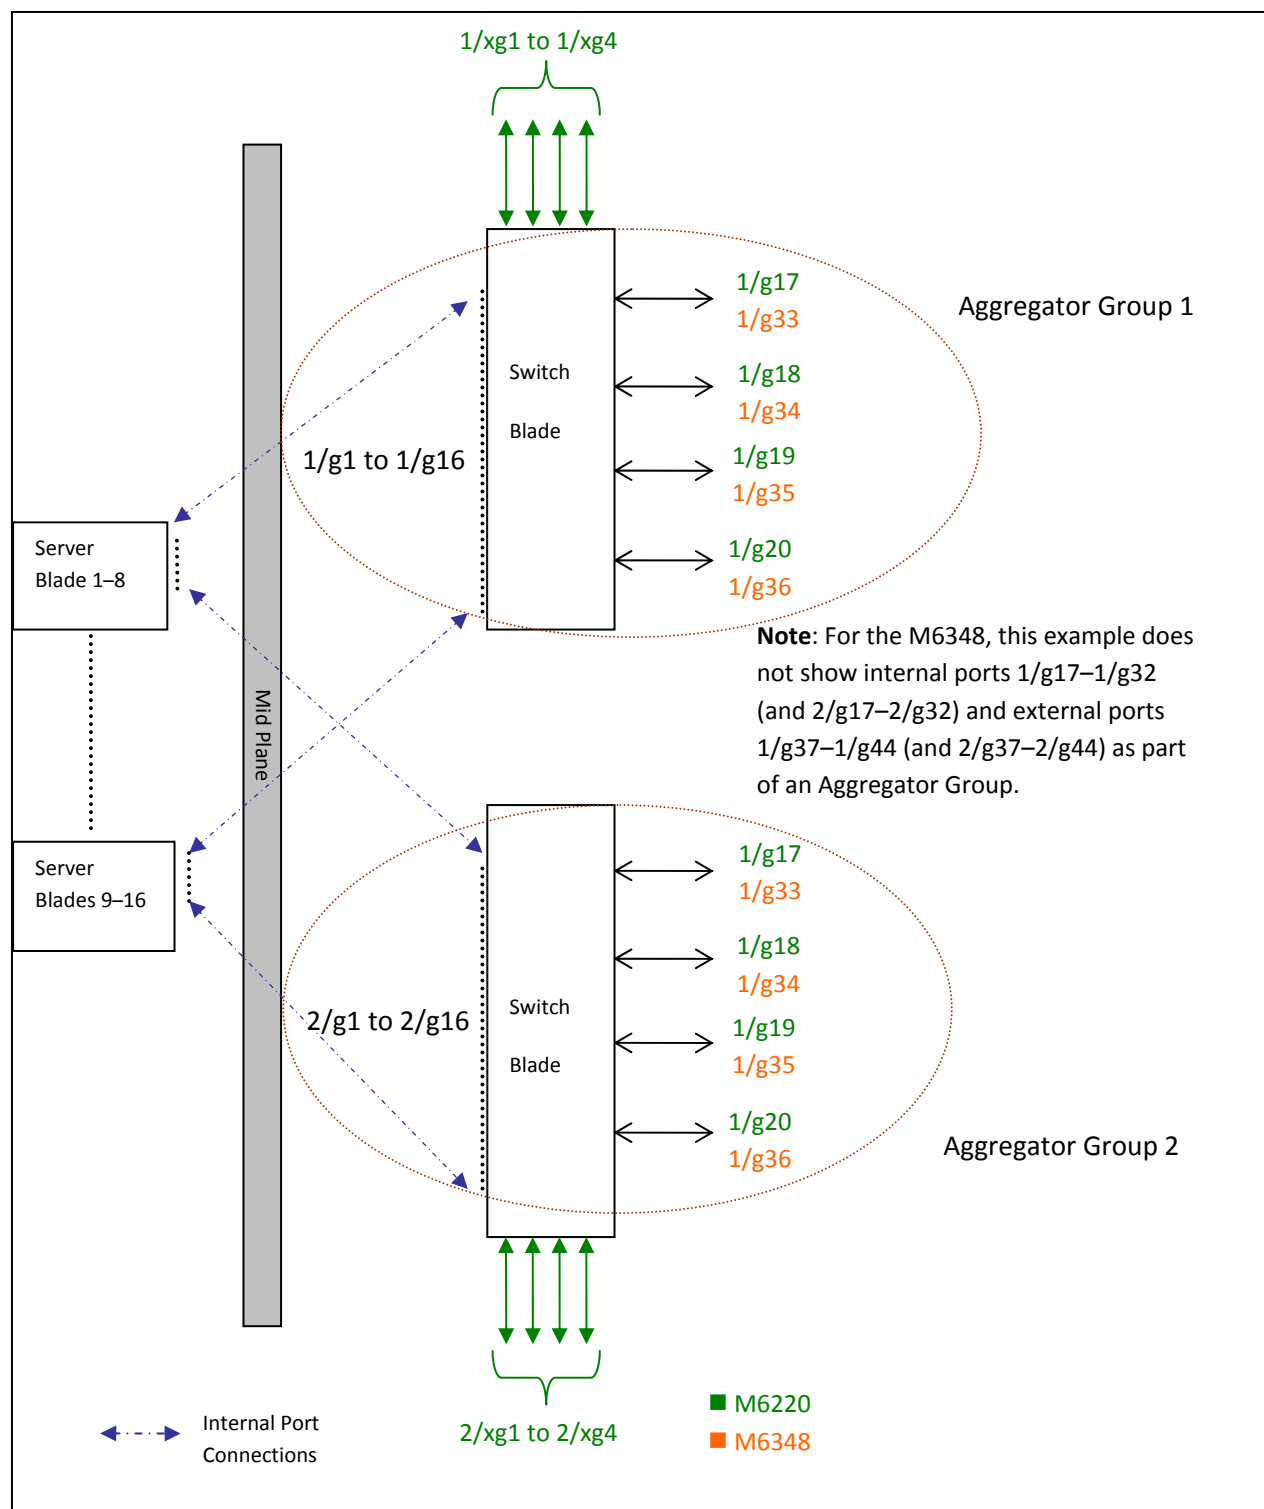 1/xg1 to 1/xg4
1/g17
1/g33
Aggregator Group 1
1/g18
1/g34
Switch
Blade
1/g1 to 1/g16
1/g19
1/g35
1/g20
1/g36
Server
Blade 1–8
Mid Plane
Note: For the M6348, this example does
not show internal ports 1/g17–1/g32
(and 2/g17–2/g32) and external ports
1/g37–1/g44 (and 2/g37–2/g44) as part
of an Aggregator Group.
Server
Blades 9–16
1/g17
1/g33
1/g18
1/g34
Switch
Blade
2/g1 to 2/g16
1/g19
1/g35
1/g20
1/g36
Aggregator Group 2
2/xg1 to 2/xg4
Internal Port
Connections
M6220
M6348